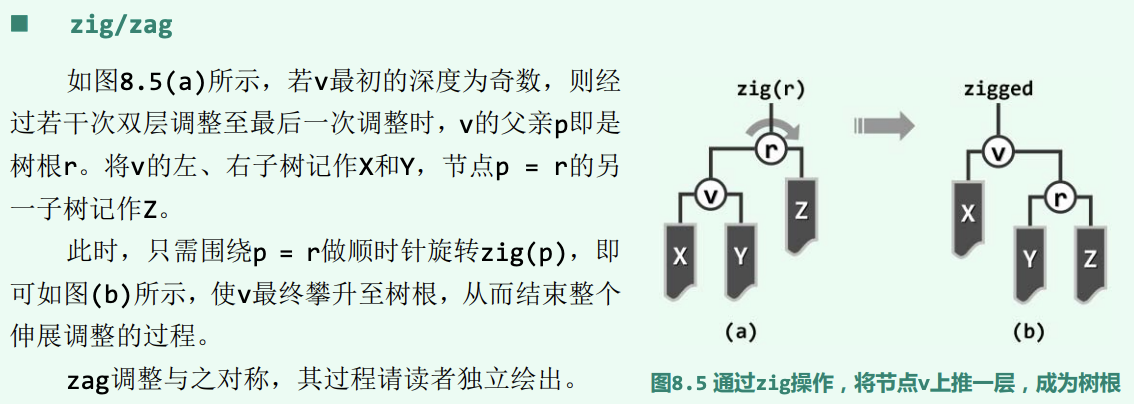 ■ zig/zag
如图8.5(a)所示，若v最初的深度为奇数，则经
过若干次双层调整至最后一次调整时，v的父亲p即是
树根r。将v的左、右子树记作X和Y，节点p = r的另
一子树记作Z。
此时，只需围绕p = r做顺时针旋转zig(p)，即
可如图(b)所示，使v最终攀升至树根，从而结束整个
伸展调整的过程。
zag调整与之对称，其过程请读者独立绘出。
zig(r)
r
v
Z
X
Y
(a)
zigged
v
X
r
Y
Z
(b)
图8.5 通过zig操作，将节点v上推一层，成为树根